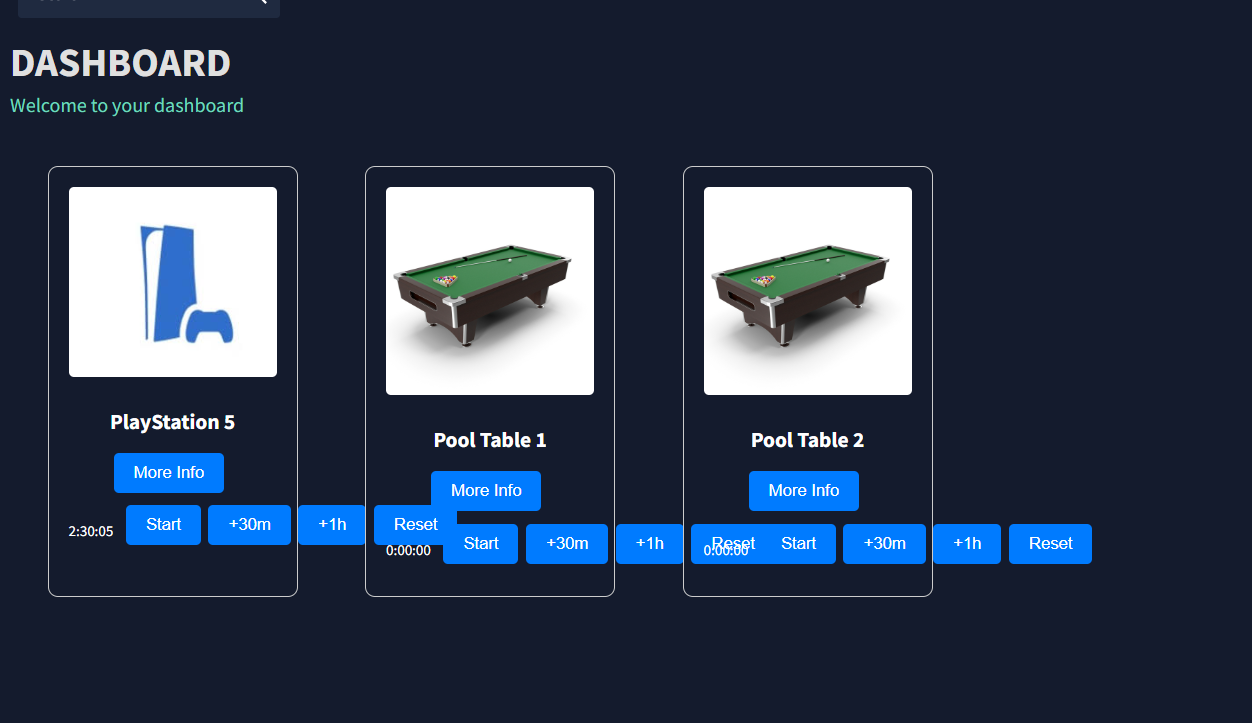 DASHBOARD
Welcome to your dashboard
PlayStation 5
More Info
2:30:05 Start +30m +1h Reset
Pool Table 1
More Info
0:00:00 Start +30m +1h Reset
Pool Table 2
More Info
0:00:00 Start +30m +1h Reset